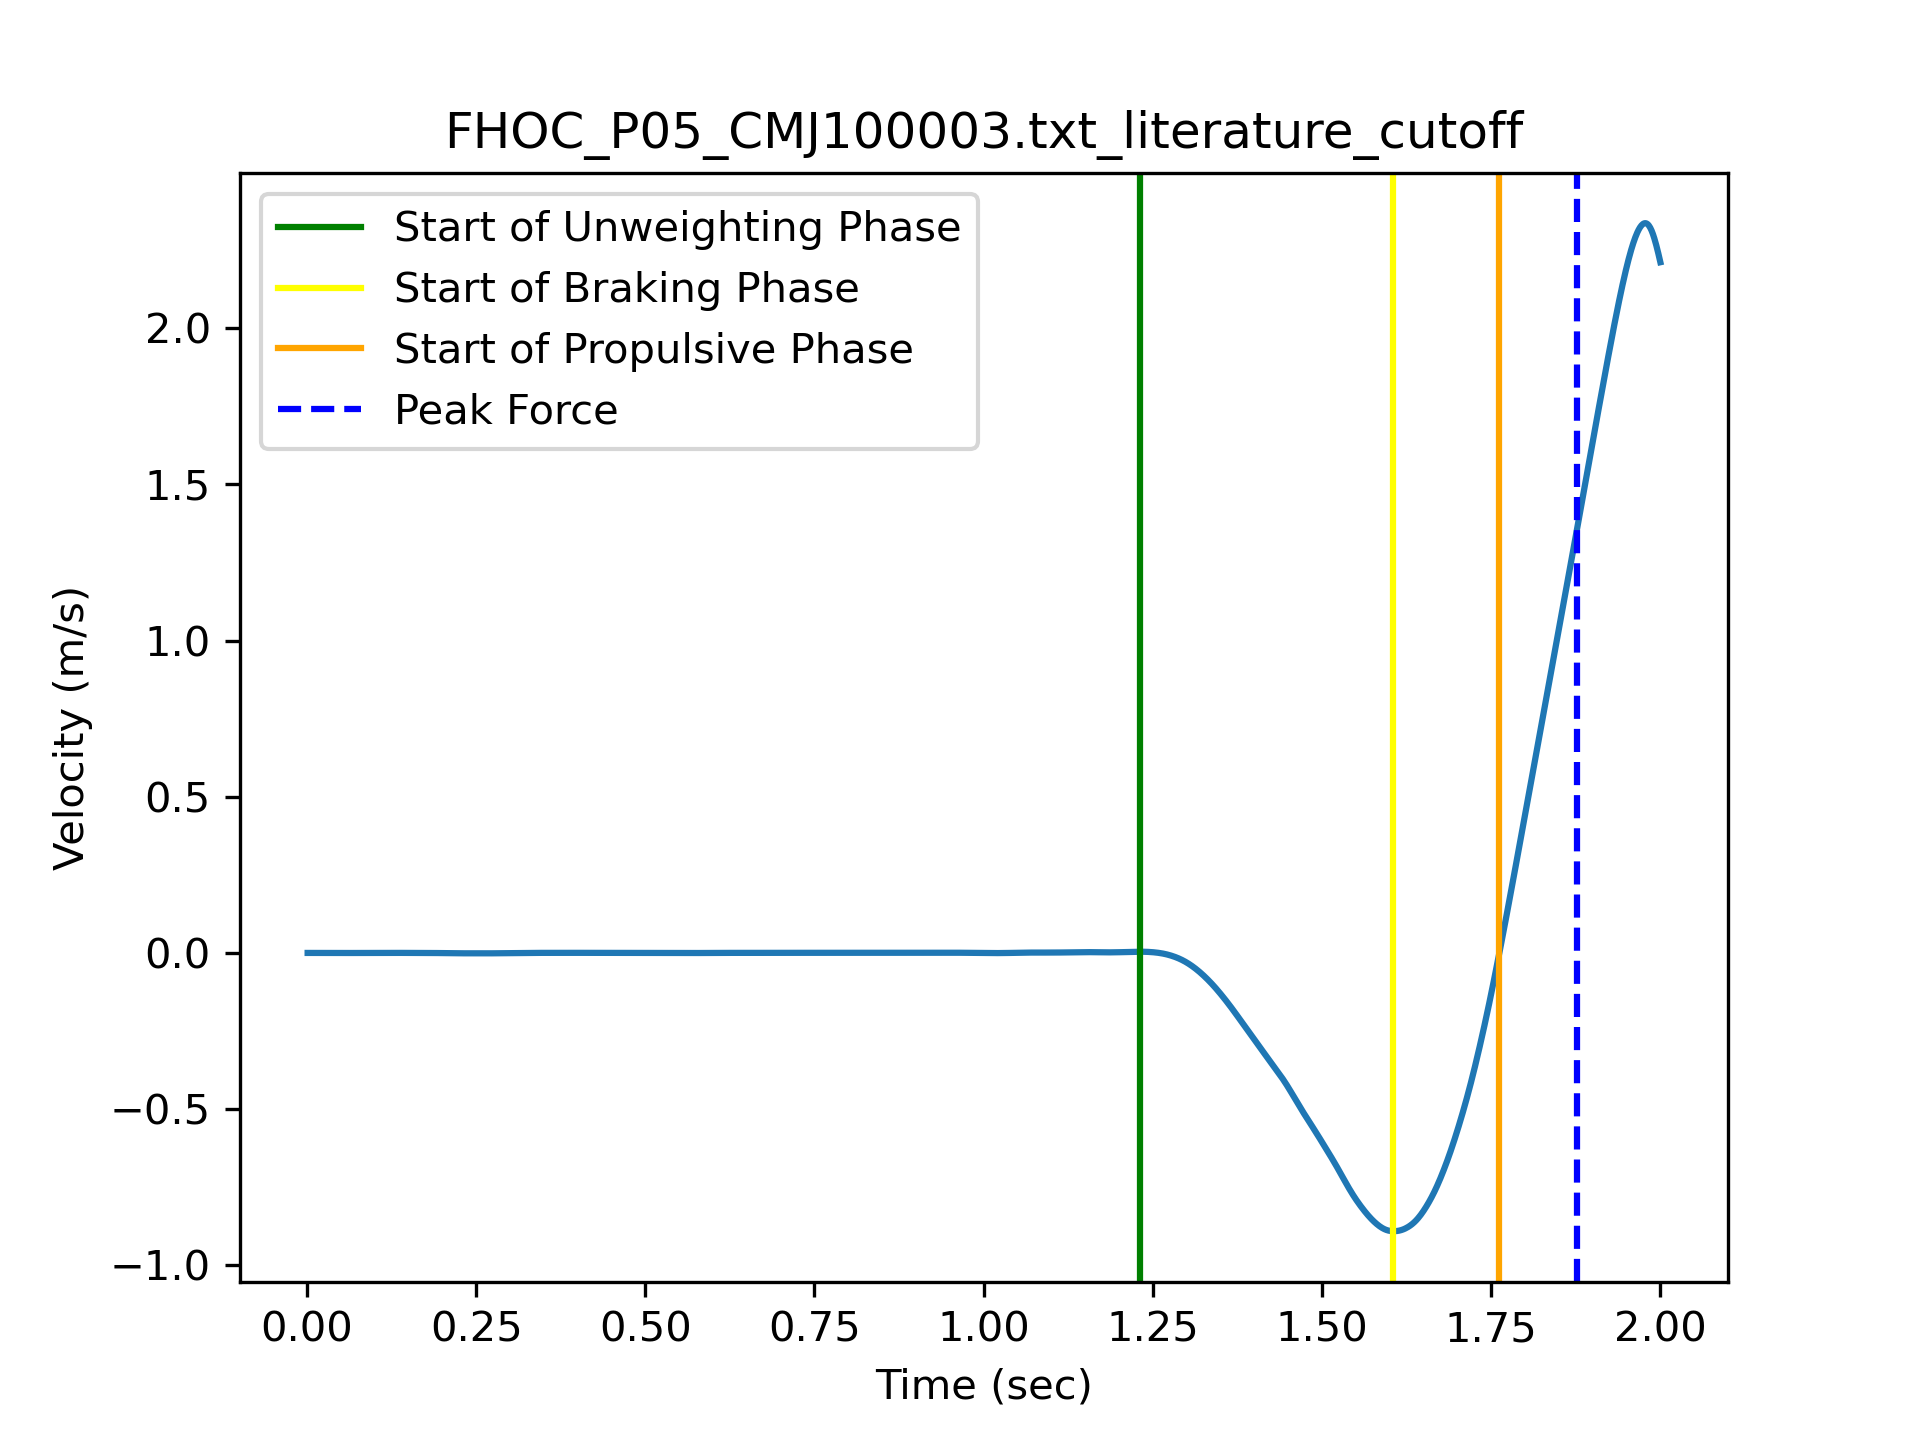 FHOC_P05_CMJ100003.txt_literature_cutoff
Start of Unweighting Phase
Start of Braking Phase
Start of Propulsive Phase
Peak Force
2.0
1.5
1.0
0.5
0.0
−0.5
−1.0
Velocity (m/s)
0.00 0.25 0.50 0.75 1.00 1.25 1.50 1.75 2.00
Time (sec)